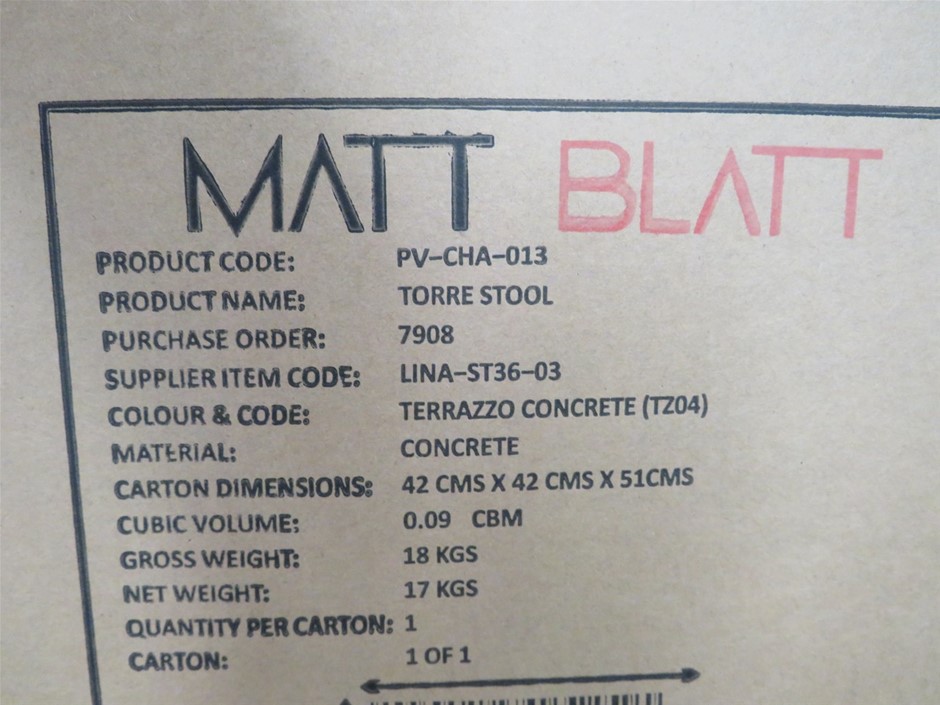 MATT BLATT
PRODUCT CODE: PV-CHA-013
PRODUCT NAME: TORRE STOOL
PURCHASE ORDER: 7908
SUPPLIER ITEM CODE: LINA-ST36-03
COLOUR & CODE: TERRAZZO CONCRETE (TZ04)
MATERIAL: CONCRETE
CARTON DIMENSIONS: 42 CMS X 42 CMS X 51CMS
CUBIC VOLUME: 0.09 CBM
GROSS WEIGHT: 18 KGS
NET WEIGHT: 17 KGS
QUANTITY PER CARTON: 1
CARTON: 1 OF 1